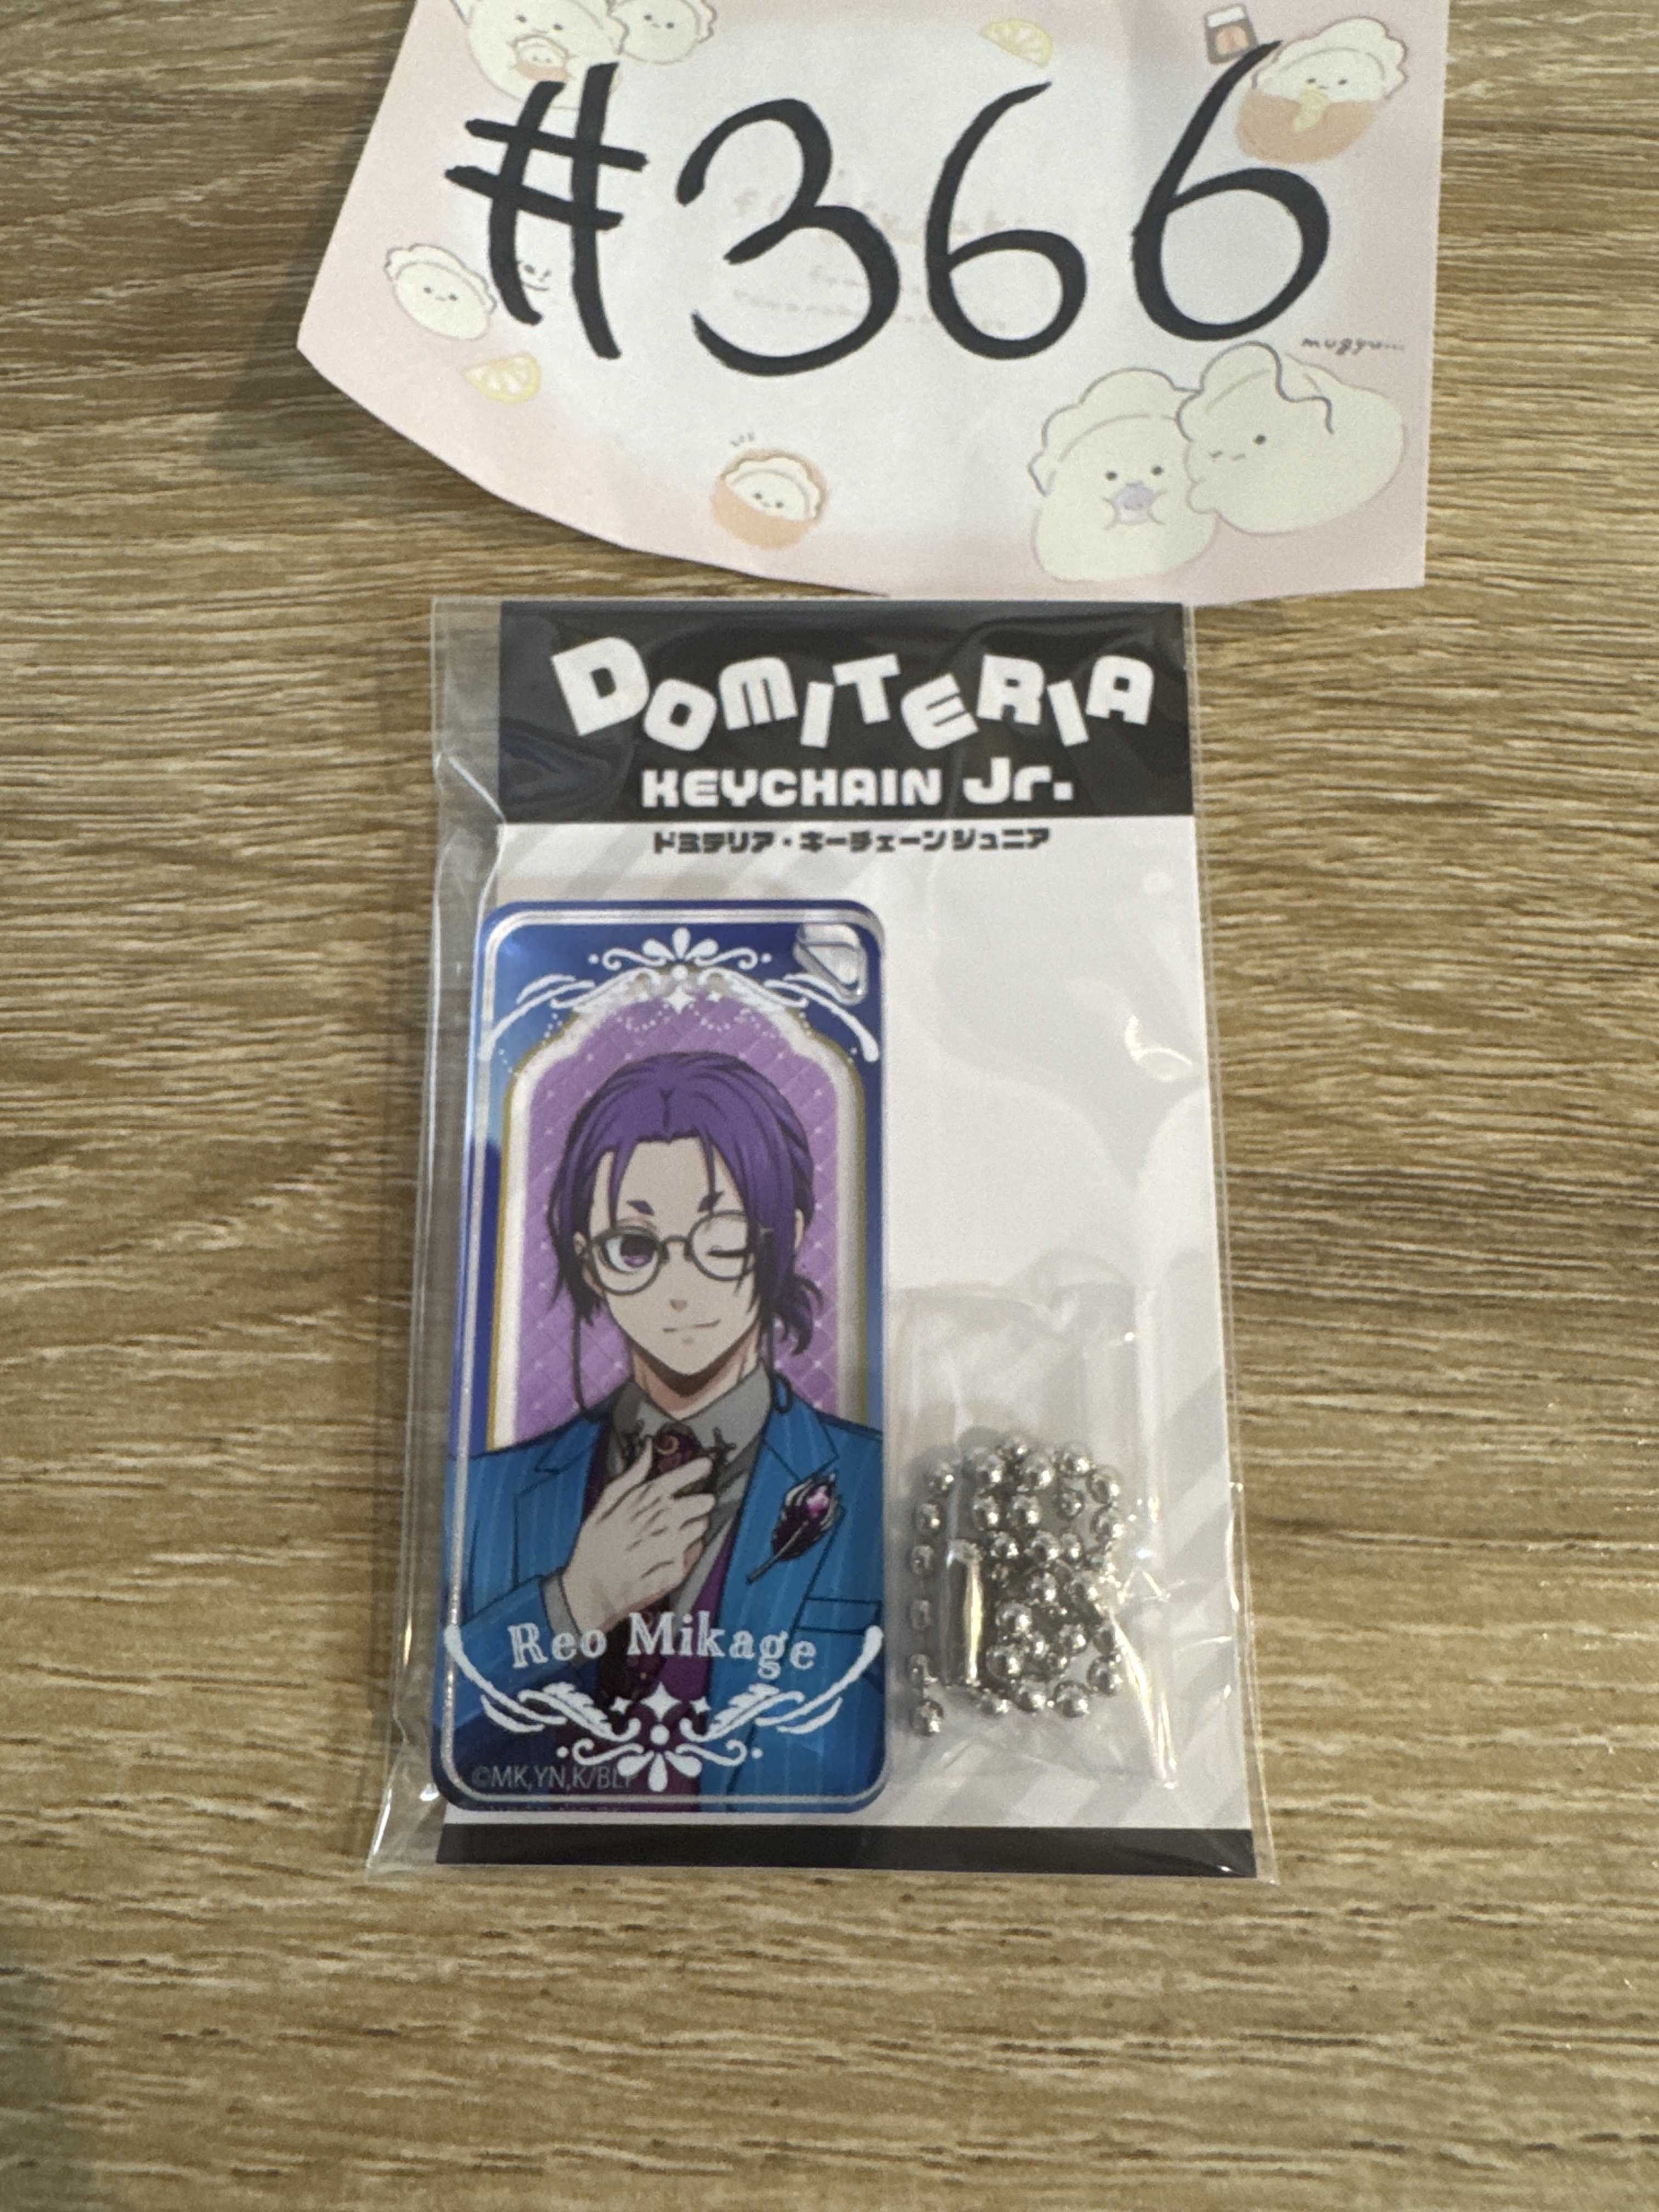 #366
mugyu
DOMITERIA
KEYCHAIN Jr.
ドミテリア・キーチェーンジュニア
Reo Mikage
©MK,YN,K/BLP